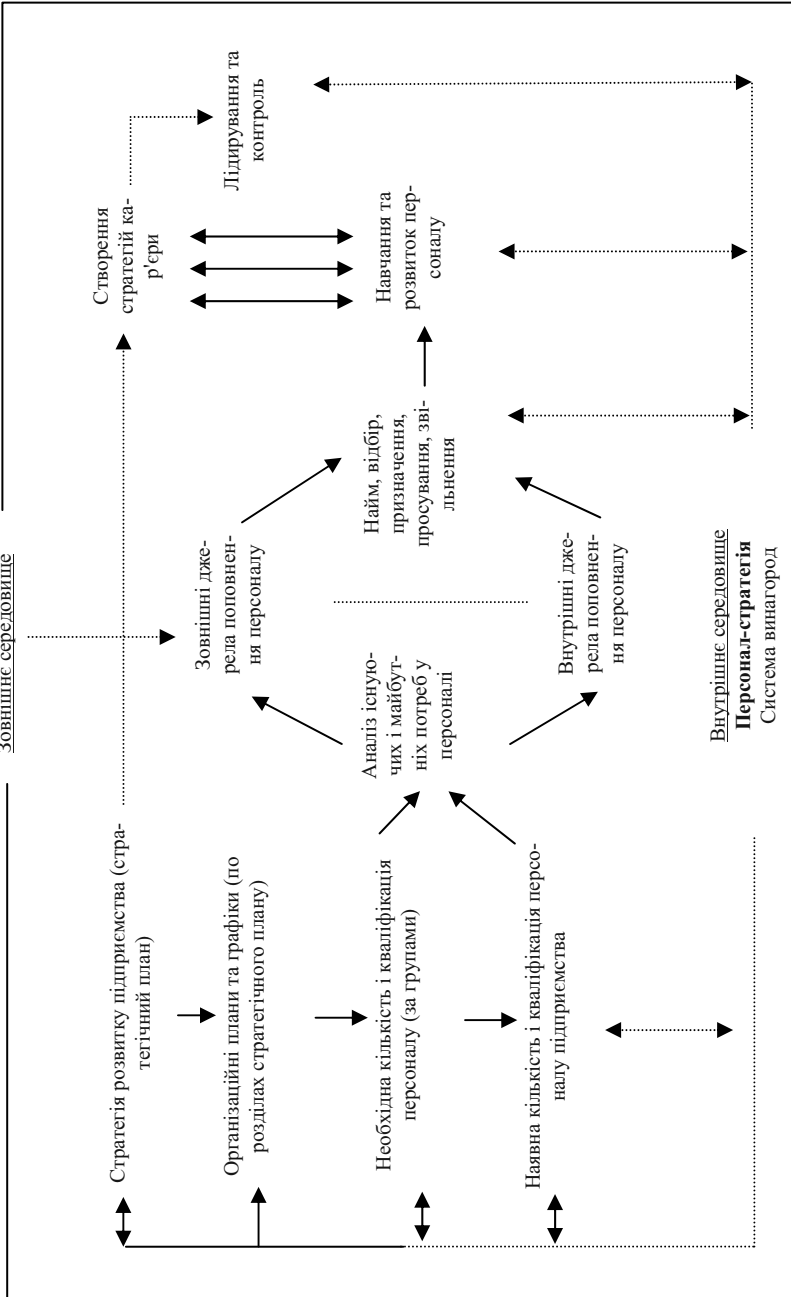 Зовнішнє середовище
Стратегія розвитку підприємства (стра-
тегічний план)
Організаційні плани та графіки (по
розділах стратегічного плану)
Необхідна кількість і кваліфікація
персоналу (за групами)
Наявна кількість і кваліфікація персо-
налу підприємства
Аналіз існую-
чих і майбут-
ніх потреб у
персоналі
Зовнішні дже-
рела поповнен-
ня персоналу
Внутрішні дже-
рела поповнен-
ня персоналу
Найм, відбір,
призначення,
просування, зві-
льнення
Створення
стратегій ка-
р'єри
Навчання та
розвиток пер-
соналу
Лідирування та
контроль
Внутрішнє середовище
Персонал-стратегія
Система винагород